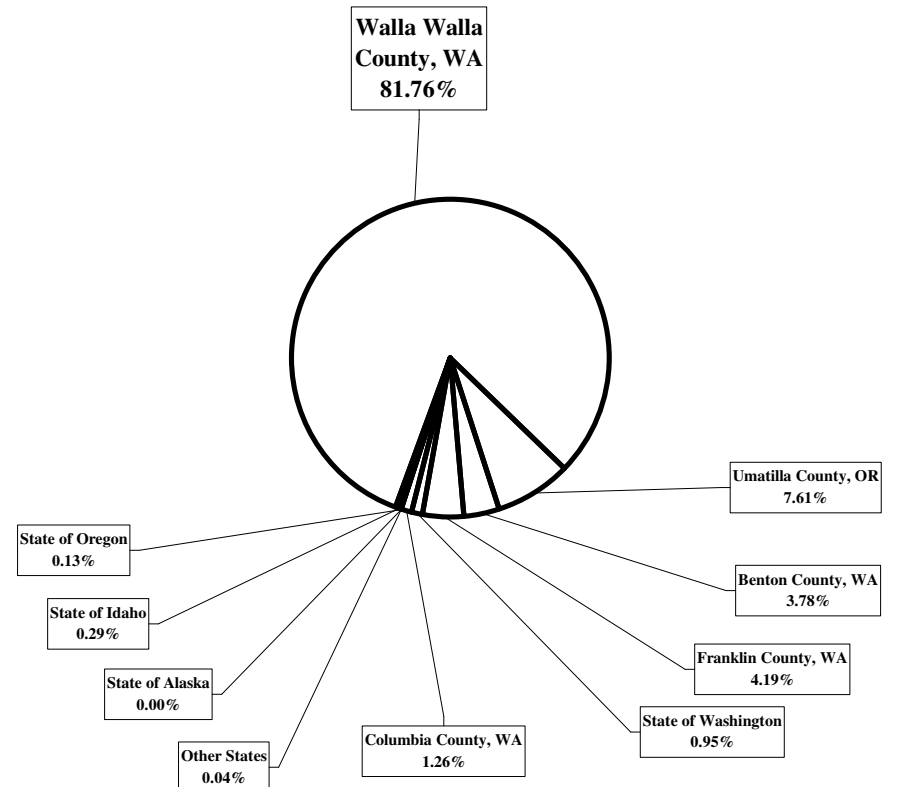 Walla Walla
County, WA
81.76%
Umatilla County, OR
7.61%
Benton County, WA
3.78%
Franklin County, WA
4.19%
State of Washington
0.95%
Columbia County, WA
1.26%
Other States
0.04%
State of Alaska
0.00%
State of Idaho
0.29%
State of Oregon
0.13%